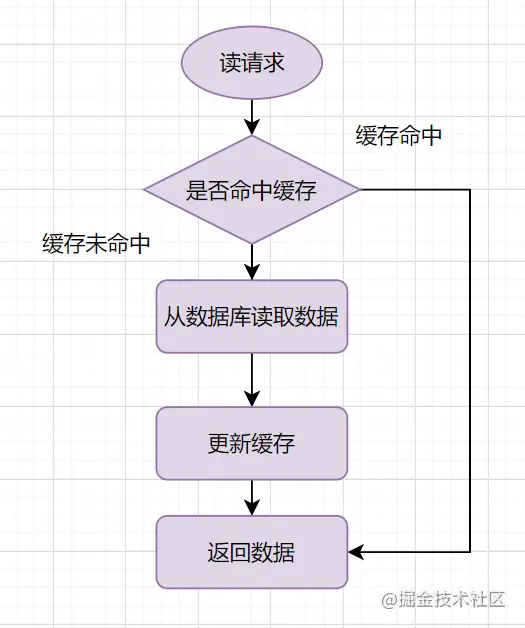 读请求
缓存命中
是否命中缓存
缓存未命中
从数据库读取数据
更新缓存
返回数据
@掘金技术社区